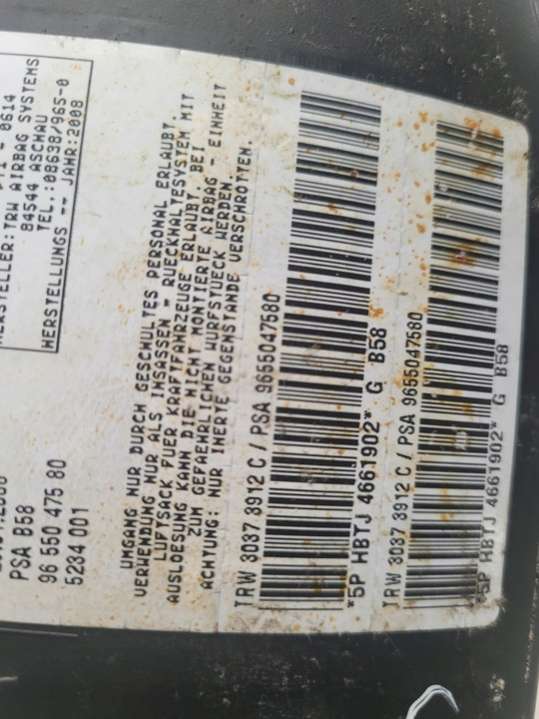 HERSTELLER:TRW AIRBAG SYSTEMS
84544 ASCHAU
TEL.:08638/965-0
HERSTELLUNGS -- JAHR:2008
PSA B58
96 550 475 80
5234 001
UMGANG NUR DURCH GESCHULTES PERSONAL ERLAUBT.
VERWENDUNG NUR ALS INSASSEN - RUECKHALTESYSTEM MIT
LUFTSACK FUER KRAFTFAHRZEUGE ERLAUBT. BEI
AUSLOESUNG KANN DIE NICHT MONTIERTE AIRBAG - EINHEIT
ZUM GEFAEHRLICHEN WURFSTUECK WERDEN.
ACHTUNG: NUR INERTE GEGENSTANDE VERSCHROTTEN.
TRW 3037 3912 C / PSA 9655047580
*5P HBTJ 4661902* G B58
TRW 3037 3912 C / PSA 9655047580
*5P HBTJ 4661902* G B58